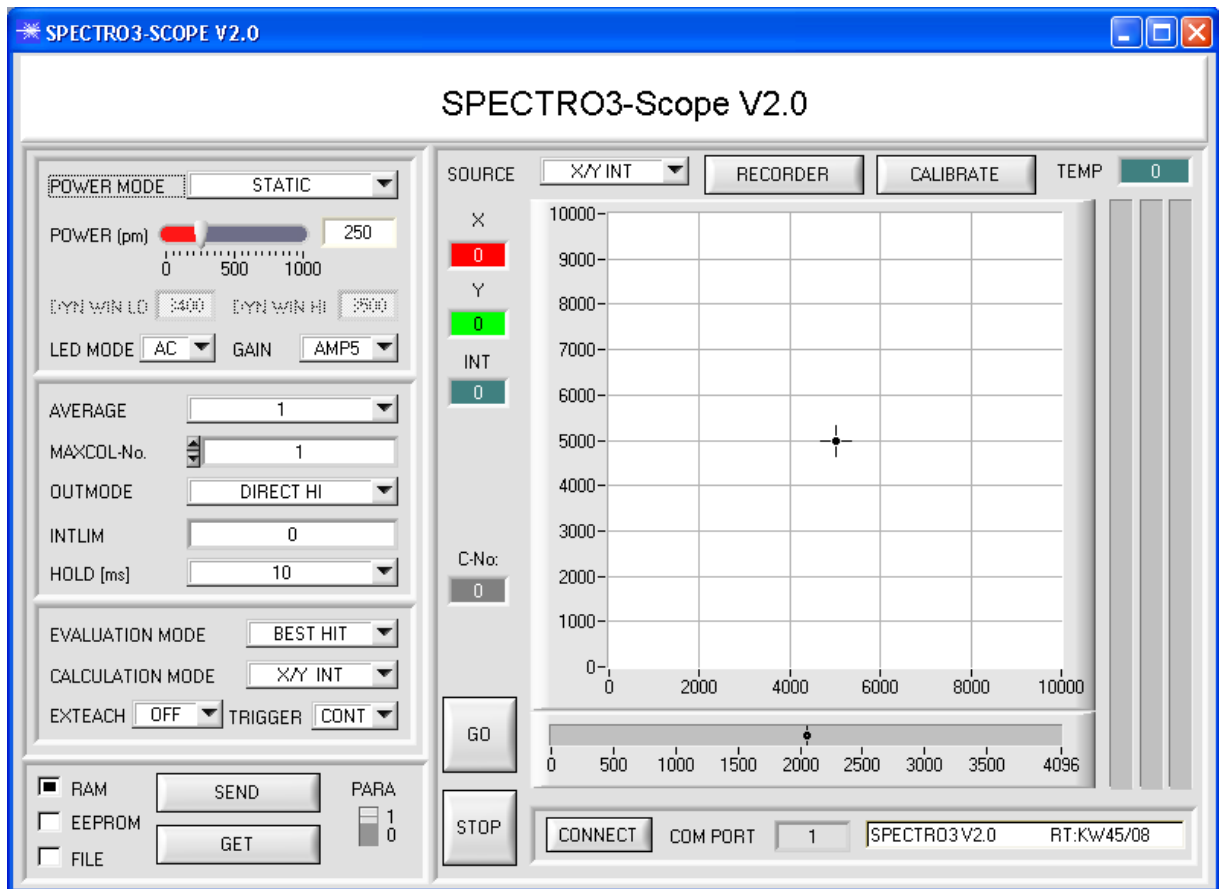 SPECTRO3-SCOPE V2.0
SPECTRO3-Scope V2.0
POWER MODE STATIC
POWER (pm) 250
0 500 1000
DYN WIN LO 3400 DYN WIN HI 3500
LED MODE AC GAIN AMP5
AVERAGE 1
MAXCOL-No. 1
OUTMODE DIRECT HI
INTLIM 0
HOLD [ms] 10
EVALUATION MODE BEST HIT
CALCULATION MODE X/Y INT
EXTEACH OFF TRIGGER CONT
RAM SEND PARA
EEPROM 1
0
FILE GET
SOURCE X/Y INT RECORDER CALIBRATE TEMP 0
X
0
Y
0
INT
0
C-No:
0
GO
STOP
10000
9000
8000
7000
6000
5000
4000
3000
2000
1000
0
0 2000 4000 6000 8000 10000
0 500 1000 1500 2000 2500 3000 3500 4096
CONNECT COM PORT 1 SPECTRO3 V2.0 RT:KW45/08